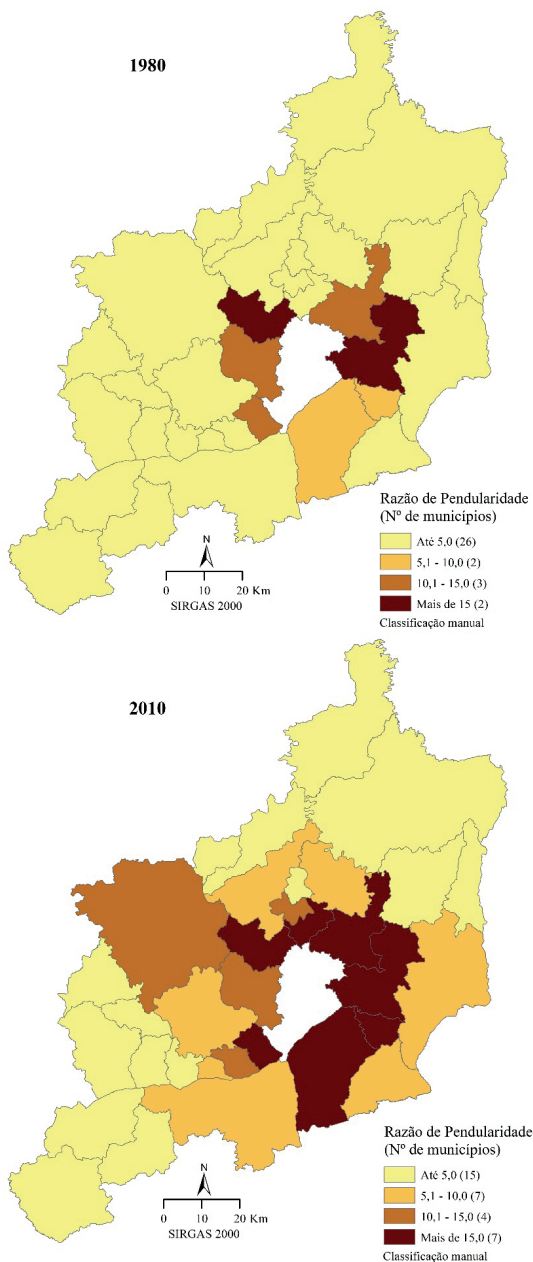 1980
Razão de Pendularidade
(Nº de municípios)
Até 5,0 (26)
5,1 - 10,0 (2)
10,1 - 15,0 (3)
Mais de 15 (2)
Classificação manual
N
0 10 20 Km
SIRGAS 2000
2010
Razão de Pendularidade
(Nº de municípios)
Até 5,0 (15)
5,1 - 10,0 (7)
10,1 - 15,0 (4)
Mais de 15,0 (7)
Classificação manual
N
0 10 20 Km
SIRGAS 2000